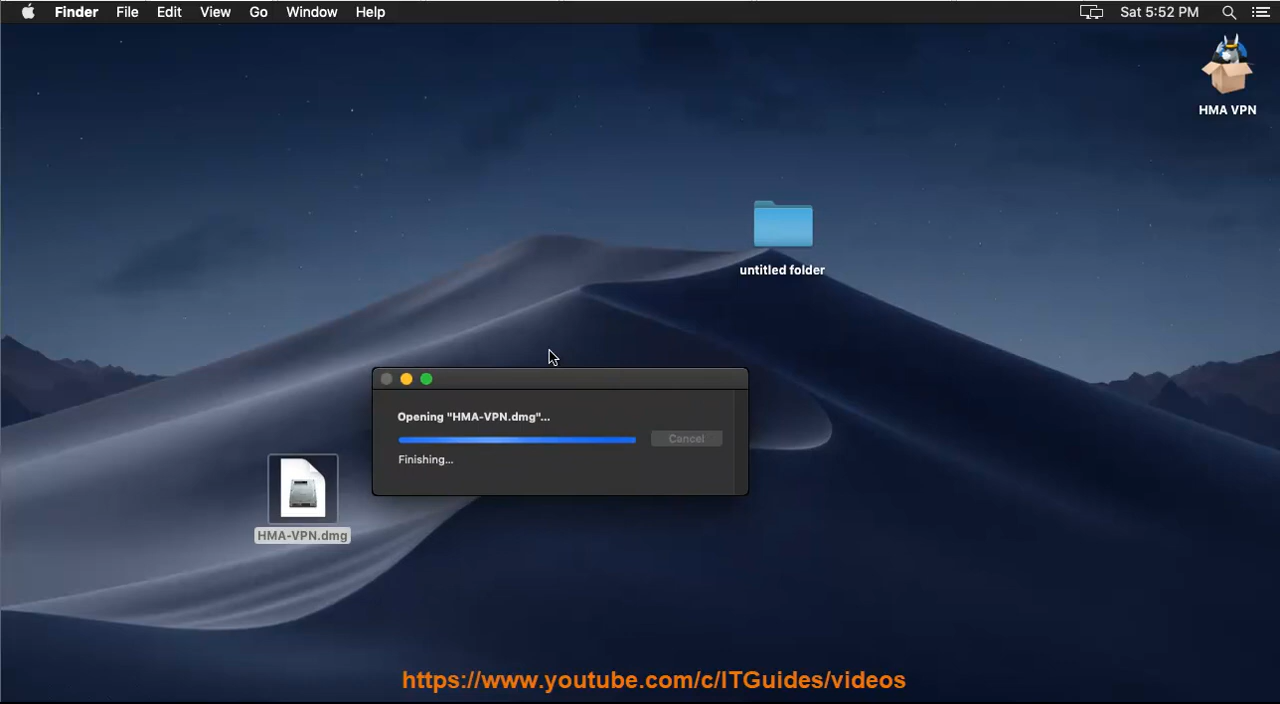 Finder File Edit View Go Window Help Sat 5:52 PM
HMA VPN
untitled folder
Opening "HMA-VPN.dmg"...
Cancel
Finishing...
HMA-VPN.dmg
https://www.youtube.com/c/ITGuides/videos